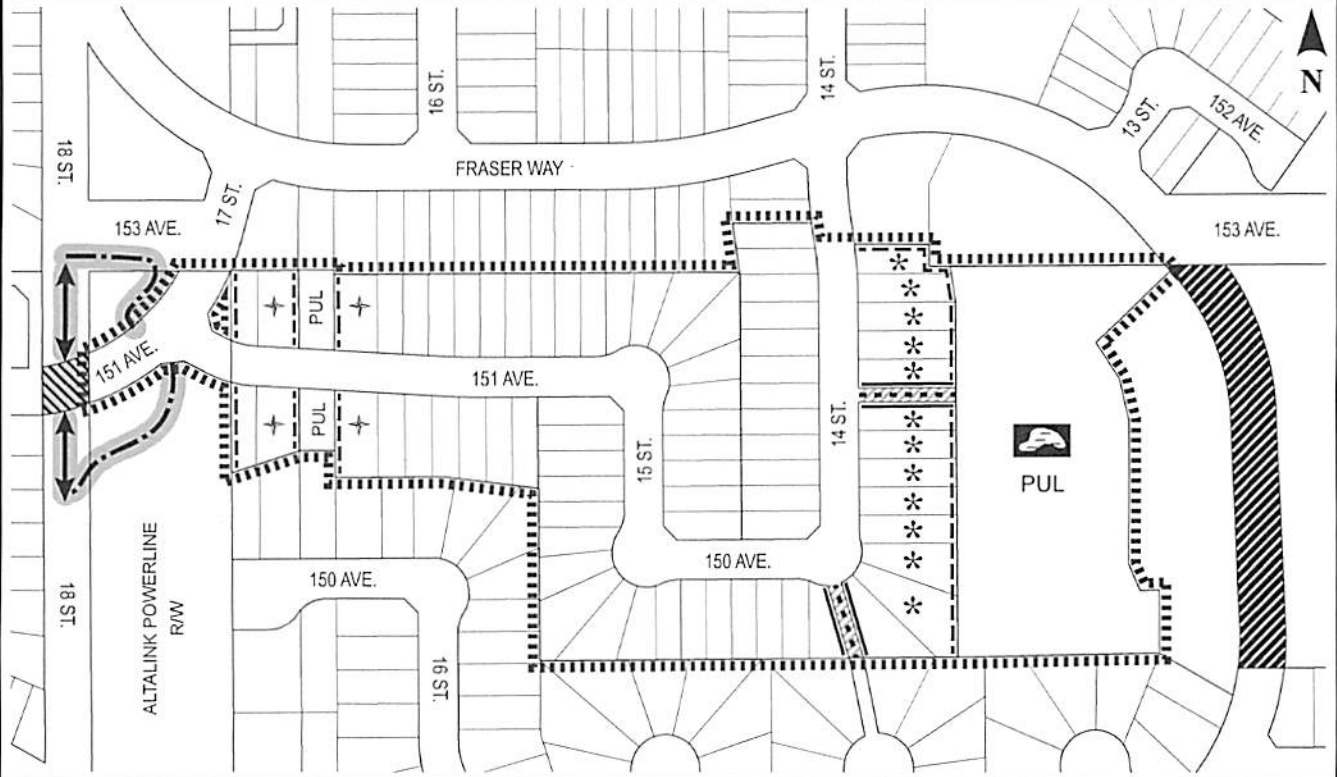 16 ST.
14 ST.
N
13 ST.
152 AVE.
18 ST.
FRASER WAY
17 ST.
153 AVE.
153 AVE.
PUL
151 AVE.
151 AVE.
PUL
14 ST.
15 ST.
PUL
150 AVE.
150 AVE.
18 ST.
ALTALINK POWERLINE
R/W
16 ST.